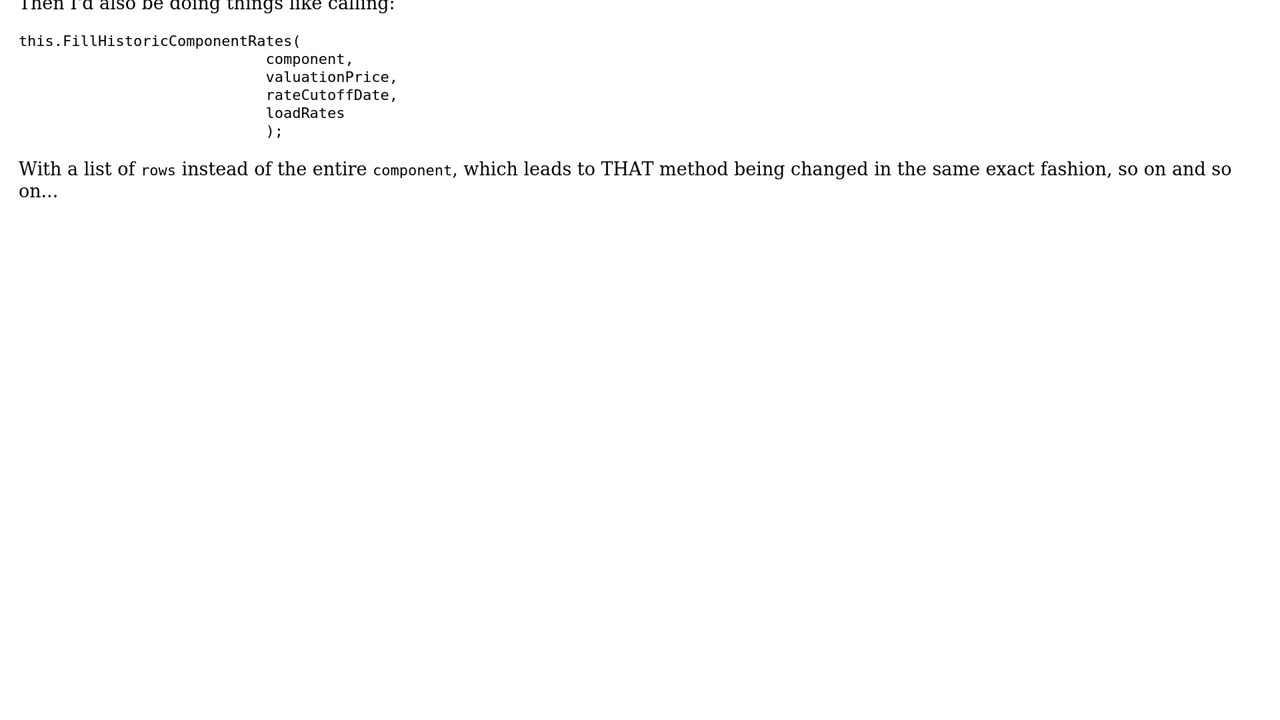 Then I'd also be doing things like calling:
this.FillHistoricComponentRates(
component,
valuationPrice,
rateCutoffDate,
loadRates
);
With a list of rows instead of the entire component, which leads to THAT method being changed in the same exact fashion, so on and so
on...